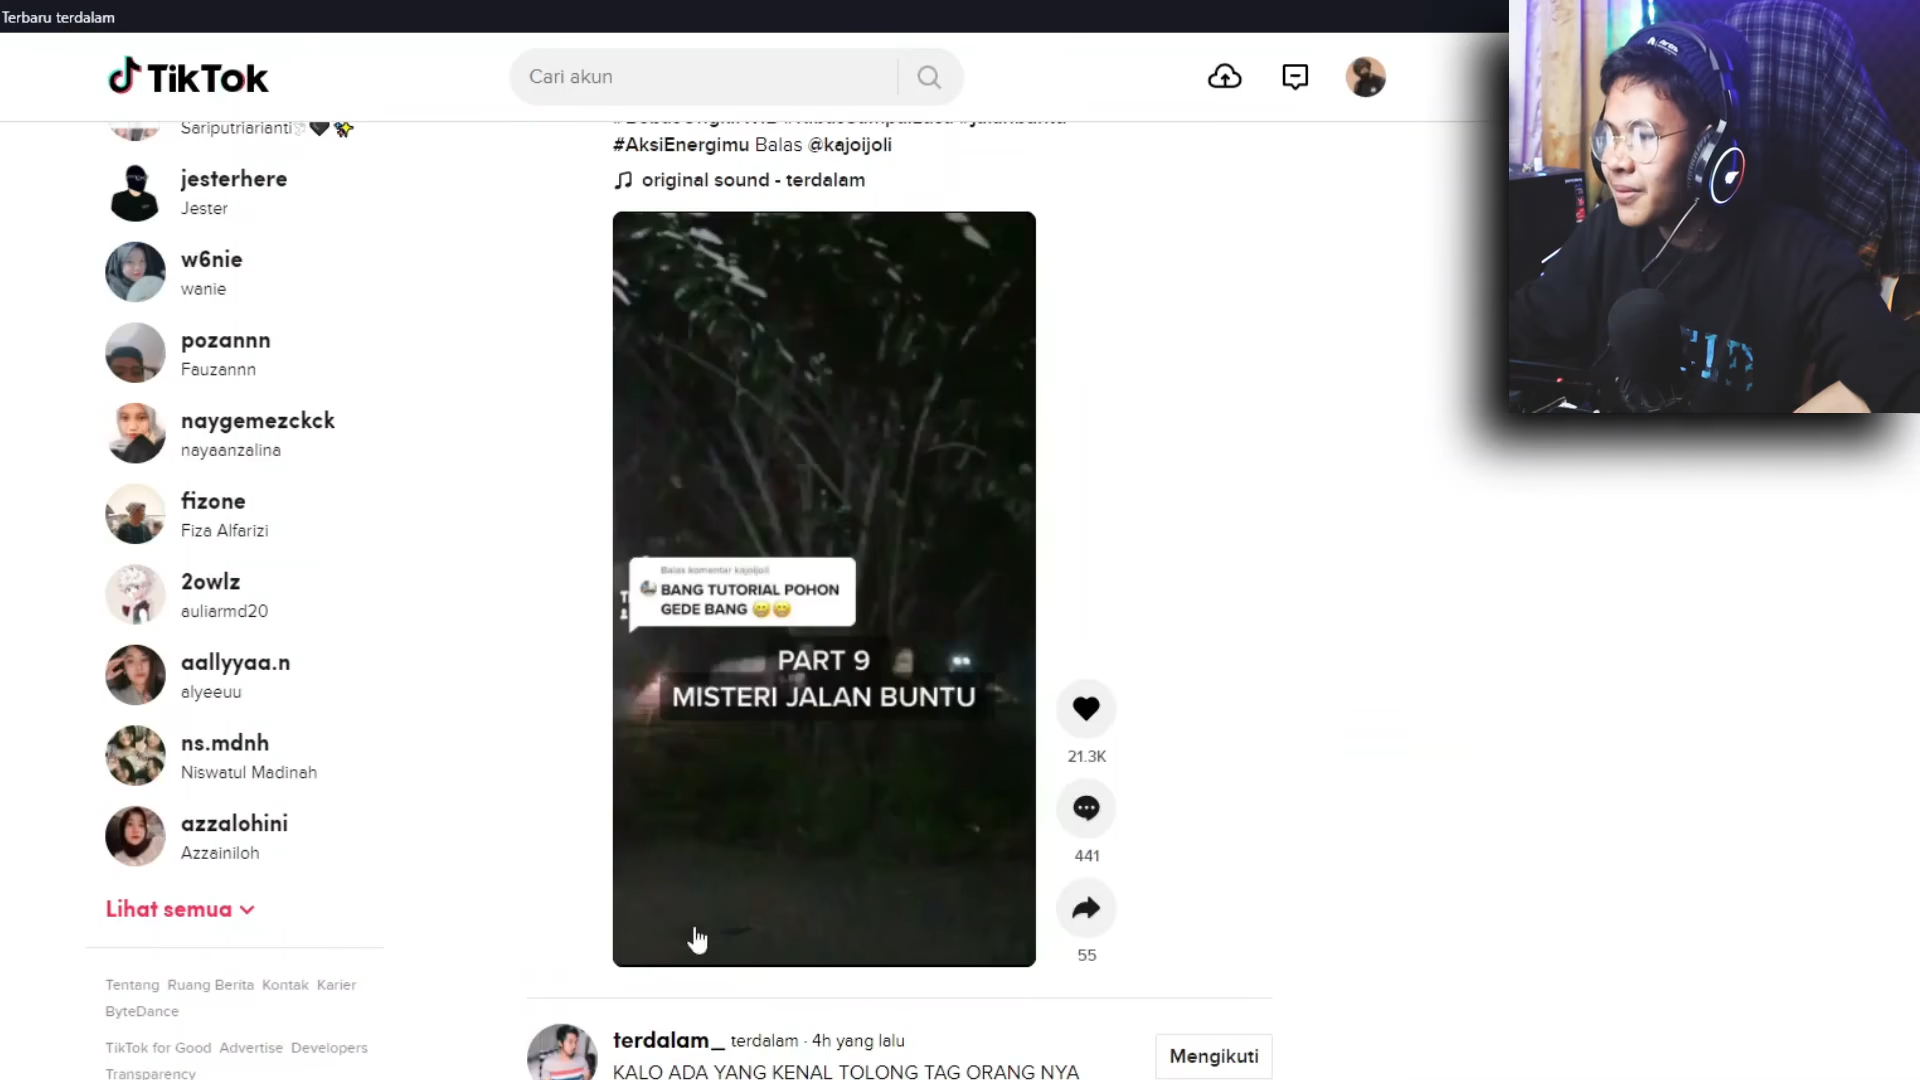 Terbaru terdalam
TikTok
Cari akun
Sariputriarianti
jesterhere
Jester
w6nie
wanie
pozannn
Fauzannn
naygemezckck
nayaanzalina
fizone
Fiza Alfarizi
2owlz
auliarmd20
aallyyaa.n
alyeeuu
ns.mdnh
Niswatul Madinah
azzalohini
Azzainiloh
Lihat semua
Tentang Ruang Berita Kontak Karier
ByteDance
TikTok for Good Advertise Developers
Transparency
#AksiEnergimu Balas @kajoijoli
original sound - terdalam
Balas komentar kajoijoli
BANG TUTORIAL POHON
GEDE BANG 😁😁
PART 9
MISTERI JALAN BUNTU
21.3K
441
55
terdalam_ terdalam · 4h yang lalu
Mengikuti
KALO ADA YANG KENAL TOLONG TAG ORANG NYA